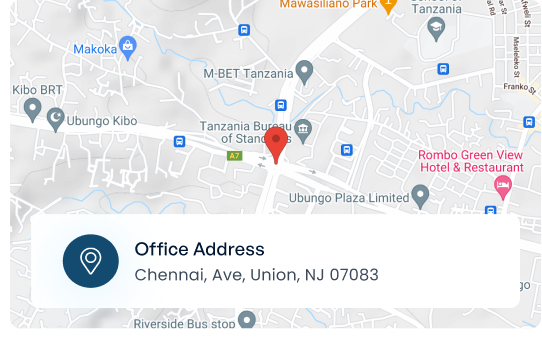 Mawasiliano Park
Tanzania
Makoka
M-BET Tanzania
Mseleleko St
Kibo BRT
Franko St
Ubungo Kibo
Tanzania Bureau
of Standards
A7
Rombo Green View
Hotel & Restaurant
Ubungo Plaza Limited
Office Address
Chennai, Ave, Union, NJ 07083
Riverside Bus stop